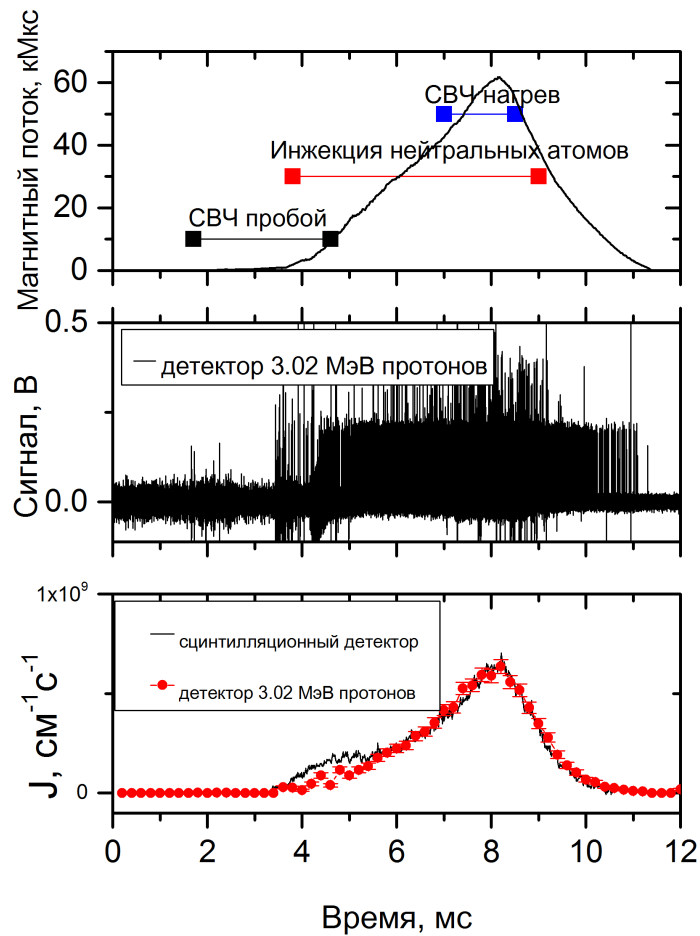 Магнитный поток, кМкс
60
40
20
0
СВЧ нагрев
Инжекция нейтральных атомов
СВЧ пробой
Сигнал, В
0.5
0.0
детектор 3.02 МэВ протонов
J, см⁻¹с⁻¹
1x10⁹
0
сцинтилляционный детектор
детектор 3.02 МэВ протонов
0 2 4 6 8 10 12
Время, мс